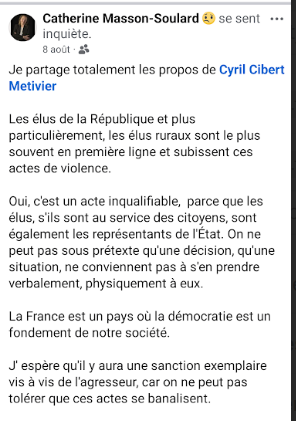 Catherine Masson-Soulard 😕 se sent
inquiète.
8 août ·
Je partage totalement les propos de Cyril Cibert
Metivier
Les élus de la République et plus
particulièrement, les élus ruraux sont le plus
souvent en première ligne et subissent ces
actes de violence.
Oui, c'est un acte inqualifiable, parce que les
élus, s'ils sont au service des citoyens, sont
également les représentants de l'État. On ne
peut pas sous prétexte qu'une décision, qu'une
situation, ne conviennent pas à s'en prendre
verbalement, physiquement à eux.
La France est un pays où la démocratie est un
fondement de notre société.
J' espère qu'il y aura une sanction exemplaire
vis à vis de l'agresseur, car on ne peut pas
tolérer que ces actes se banalisent.